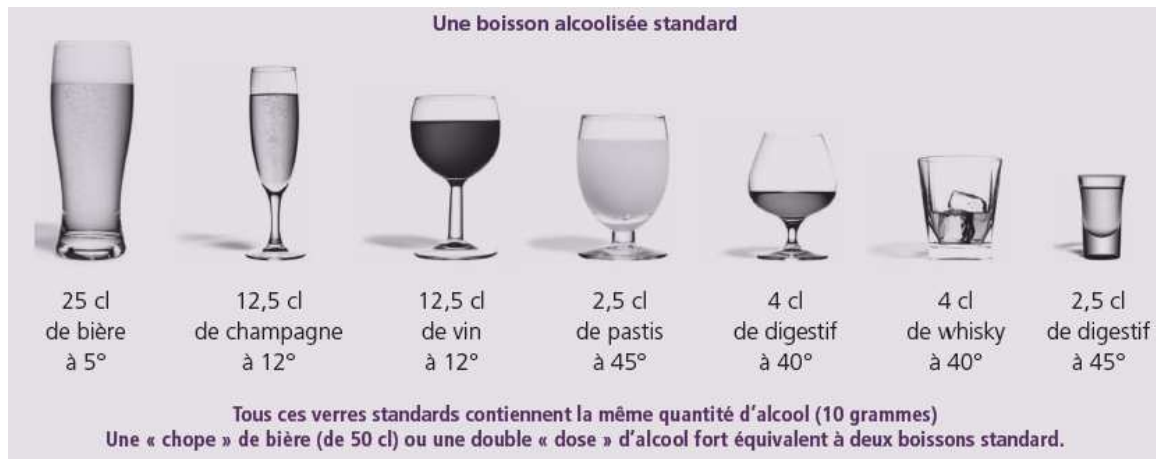 Une boisson alcoolisée standard
25 cl
de bière
à 5°
12,5 cl
de champagne
à 12°
12,5 cl
de vin
à 12°
2,5 cl
de pastis
à 45°
4 cl
de digestif
à 40°
4 cl
de whisky
à 40°
2,5 cl
de digestif
à 45°
Tous ces verres standards contiennent la même quantité d’alcool (10 grammes)
Une « chope » de bière (de 50 cl) ou une double « dose » d’alcool fort équivalent à deux boissons standard.